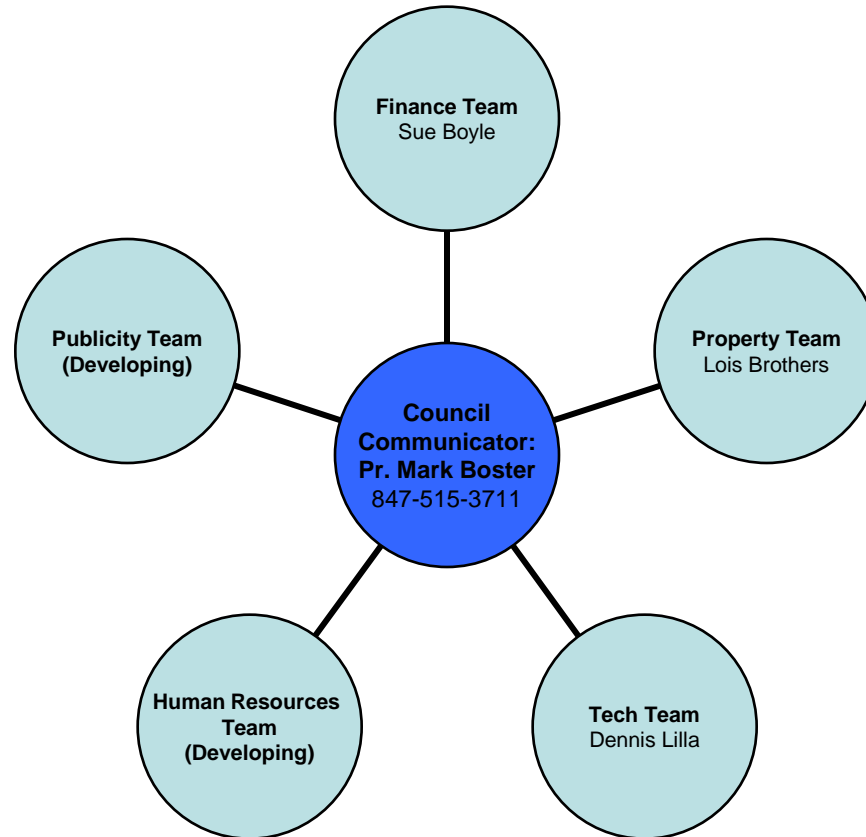 Finance Team
Sue Boyle
Publicity Team
(Developing)
Property Team
Lois Brothers
Council
Communicator:
Pr. Mark Boster
847-515-3711
Human Resources
Team
(Developing)
Tech Team
Dennis Lilla